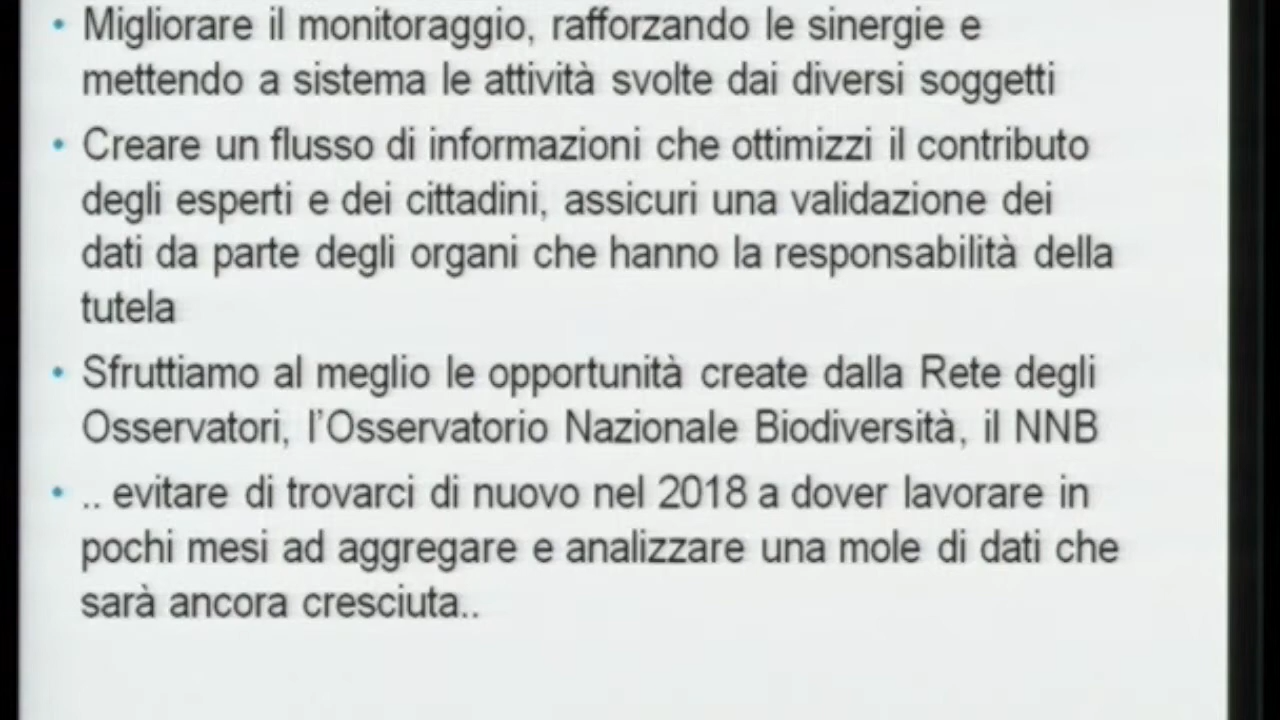 • Migliorare il monitoraggio, rafforzando le sinergie e
mettendo a sistema le attività svolte dai diversi soggetti
• Creare un flusso di informazioni che ottimizzi il contributo
degli esperti e dei cittadini, assicuri una validazione dei
dati da parte degli organi che hanno la responsabilità della
tutela
• Sfruttiamo al meglio le opportunità create dalla Rete degli
Osservatori, l’Osservatorio Nazionale Biodiversità, il NNB
• .. evitare di trovarci di nuovo nel 2018 a dover lavorare in
pochi mesi ad aggregare e analizzare una mole di dati che
sarà ancora cresciuta..